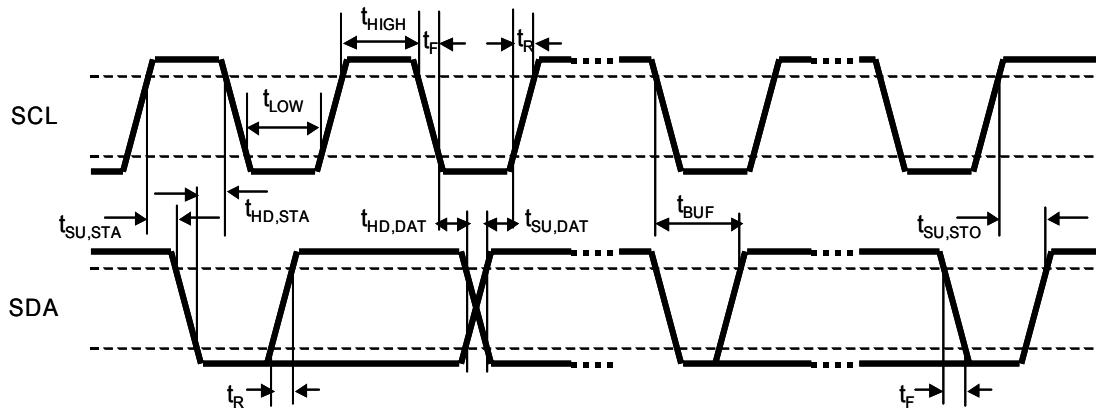 tHIGH
tF
tR
SCL
tLOW
tSU,STA
tHD,STA
tHD,DAT
tSU,DAT
tBUF
tSU,STO
SDA
tR
tF